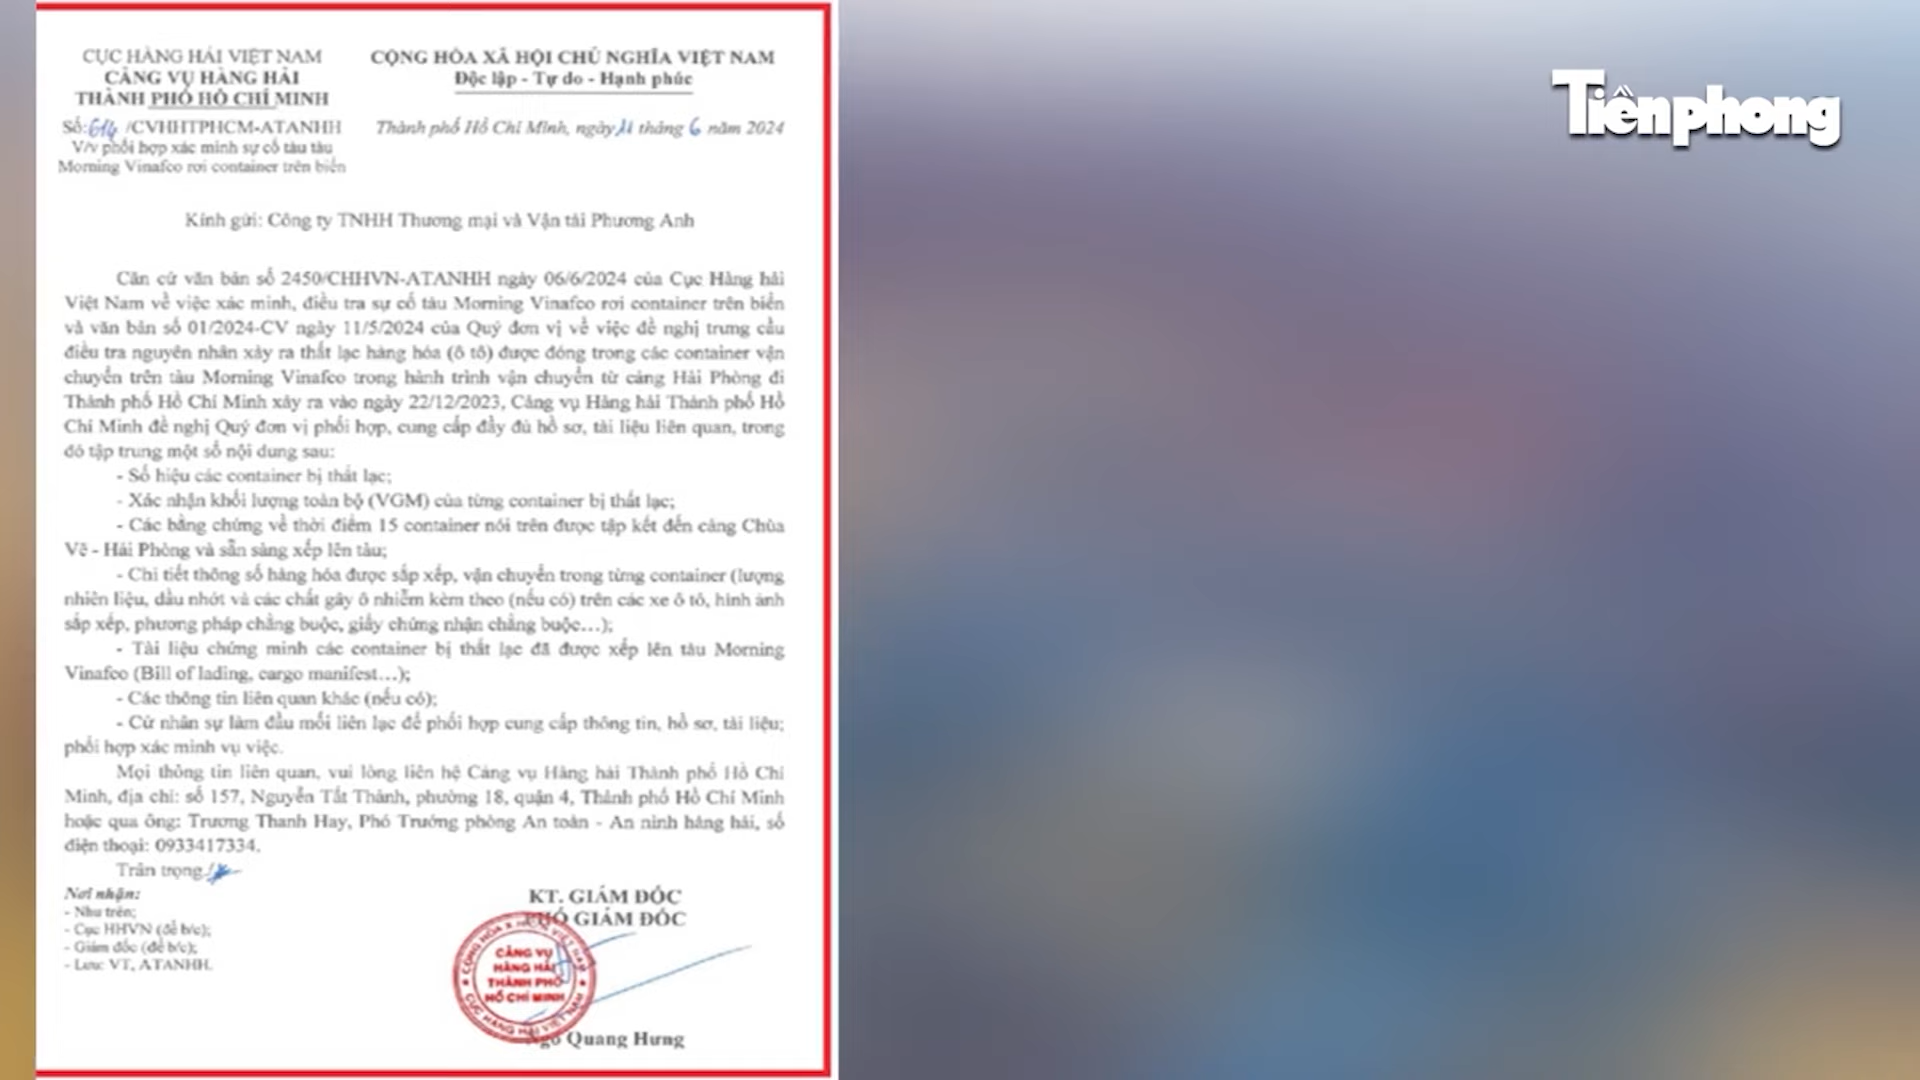 CỤC HÀNG HẢI VIỆT NAM
CẢNG VỤ HÀNG HẢI
THÀNH PHỐ HỒ CHÍ MINH
CỘNG HÒA XÃ HỘI CHỦ NGHĨA VIỆT NAM
Độc lập - Tự do - Hạnh phúc
Số: /CVHHTPHCM-ATANHH
V/v phối hợp xác minh sự cố tàu tàu
Morning Vinafco rơi container trên biển
Thành phố Hồ Chí Minh, ngày 11 tháng 6 năm 2024
Kính gửi: Công ty TNHH Thương mại và Vận tải Phương Anh
Căn cứ văn bản số 2450/CHHVN-ATANHH ngày 06/6/2024 của Cục Hàng hải
Việt Nam về việc xác minh, điều tra sự cố tàu Morning Vinafco rơi container trên biển
và văn bản số 01/2024-CV ngày 11/5/2024 của Quý đơn vị về việc đề nghị trưng cầu
điều tra nguyên nhân xảy ra thất lạc hàng hóa (ô tô) được đóng trong các container vận
chuyển trên tàu Morning Vinafco trong hành trình vận chuyển từ cảng Hải Phòng đi
Thành phố Hồ Chí Minh xảy ra vào ngày 22/12/2023, Cảng vụ Hàng hải Thành phố Hồ
Chí Minh đề nghị Quý đơn vị phối hợp, cung cấp đầy đủ hồ sơ, tài liệu liên quan, trong
đó tập trung một số nội dung sau:
- Số hiệu các container bị thất lạc;
- Xác nhận khối lượng toàn bộ (VGM) của từng container bị thất lạc;
- Các bằng chứng về thời điểm 15 container nói trên được tập kết đến cảng Chùa
Vẽ - Hải Phòng và sẵn sàng xếp lên tàu;
- Chi tiết thông số hàng hóa được sắp xếp, vận chuyển trong từng container (lượng
nhiên liệu, dầu nhớt và các chất gây ô nhiễm kèm theo (nếu có) trên các xe ô tô, hình ảnh
sắp xếp, phương pháp chằng buộc, giấy chứng nhận chằng buộc...);
- Tài liệu chứng minh các container bị thất lạc đã được xếp lên tàu Morning
Vinafco (Bill of lading, cargo manifest...);
- Các thông tin liên quan khác (nếu có);
- Cử nhân sự làm đầu mối liên lạc để phối hợp cung cấp thông tin, hồ sơ, tài liệu;
phối hợp xác minh vụ việc.
Mọi thông tin liên quan, vui lòng liên hệ Cảng vụ Hàng hải Thành phố Hồ Chí
Minh, địa chỉ: số 157, Nguyễn Tất Thành, phường 18, quận 4, Thành phố Hồ Chí Minh
hoặc qua ông: Trương Thanh Hay, Phó Trưởng phòng An toàn - An ninh hàng hải, số
điện thoại: 0933417334.
Trân trọng./
Nơi nhận:
- Như trên;
- Cục HHVN (để b/c);
- Giám đốc (để b/c);
- Lưu: VT, ATANHH.
KT. GIÁM ĐỐC
PHÓ GIÁM ĐỐC
CỘNG HÒA X.H.C.N VIỆT NAM
CẢNG VỤ
HÀNG HẢI
THÀNH PHỐ
HỒ CHÍ MINH
CỤC HÀNG HẢI VIỆT NAM
Ngô Quang Hưng
Tiền phong